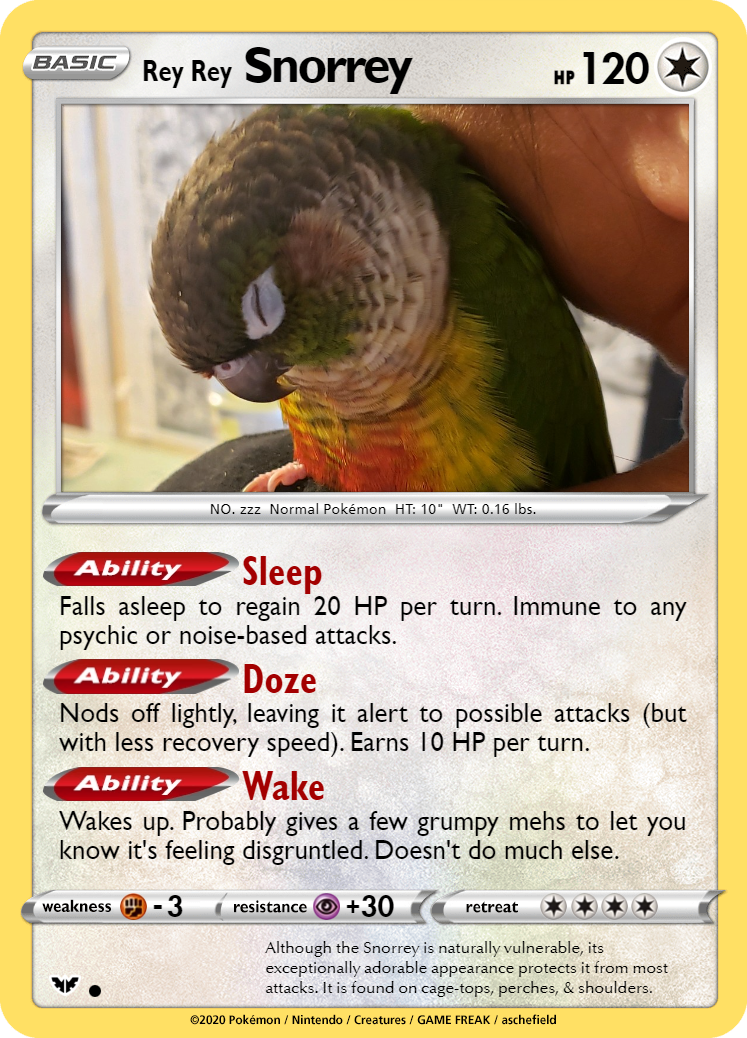 BASIC Rey Rey Snorrey HP 120
NO. zzz Normal Pokémon HT: 10" WT: 0.16 lbs.
Ability Sleep
Falls asleep to regain 20 HP per turn. Immune to any
psychic or noise-based attacks.
Ability Doze
Nods off lightly, leaving it alert to possible attacks (but
with less recovery speed). Earns 10 HP per turn.
Ability Wake
Wakes up. Probably gives a few grumpy mehs to let you
know it's feeling disgruntled. Doesn't do much else.
weakness - 3 resistance +30 retreat
Although the Snorrey is naturally vulnerable, its
exceptionally adorable appearance protects it from most
attacks. It is found on cage-tops, perches, & shoulders.
©2020 Pokémon / Nintendo / Creatures / GAME FREAK / aschefield